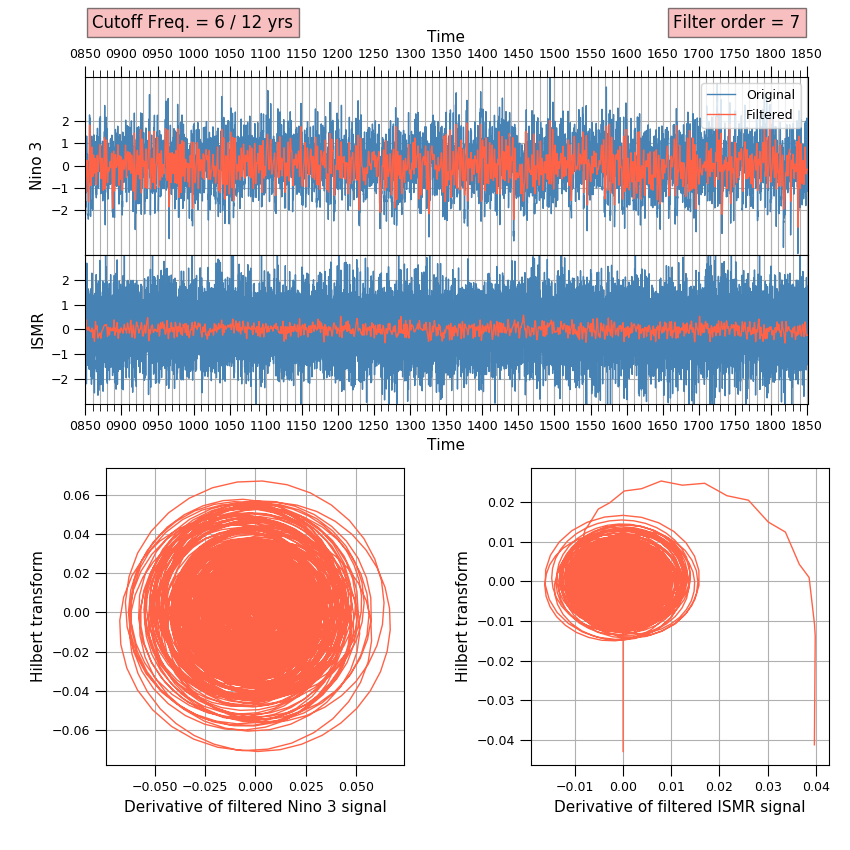 Cutoff Freq. = 6 / 12 yrs
Filter order = 7
Time
0850 0900 0950 1000 1050 1100 1150 1200 1250 1300 1350 1400 1450 1500 1550 1600 1650 1700 1750 1800 1850
Original
Filtered
Nino 3
2
1
0
−1
−2
ISMR
2
1
0
−1
−2
0850 0900 0950 1000 1050 1100 1150 1200 1250 1300 1350 1400 1450 1500 1550 1600 1650 1700 1750 1800 1850
Time
Hilbert transform
0.06
0.04
0.02
0.00
−0.02
−0.04
−0.06
−0.050 −0.025 0.000 0.025 0.050
Derivative of filtered Nino 3 signal
Hilbert transform
0.02
0.01
0.00
−0.01
−0.02
−0.03
−0.04
−0.01 0.00 0.01 0.02 0.03 0.04
Derivative of filtered ISMR signal